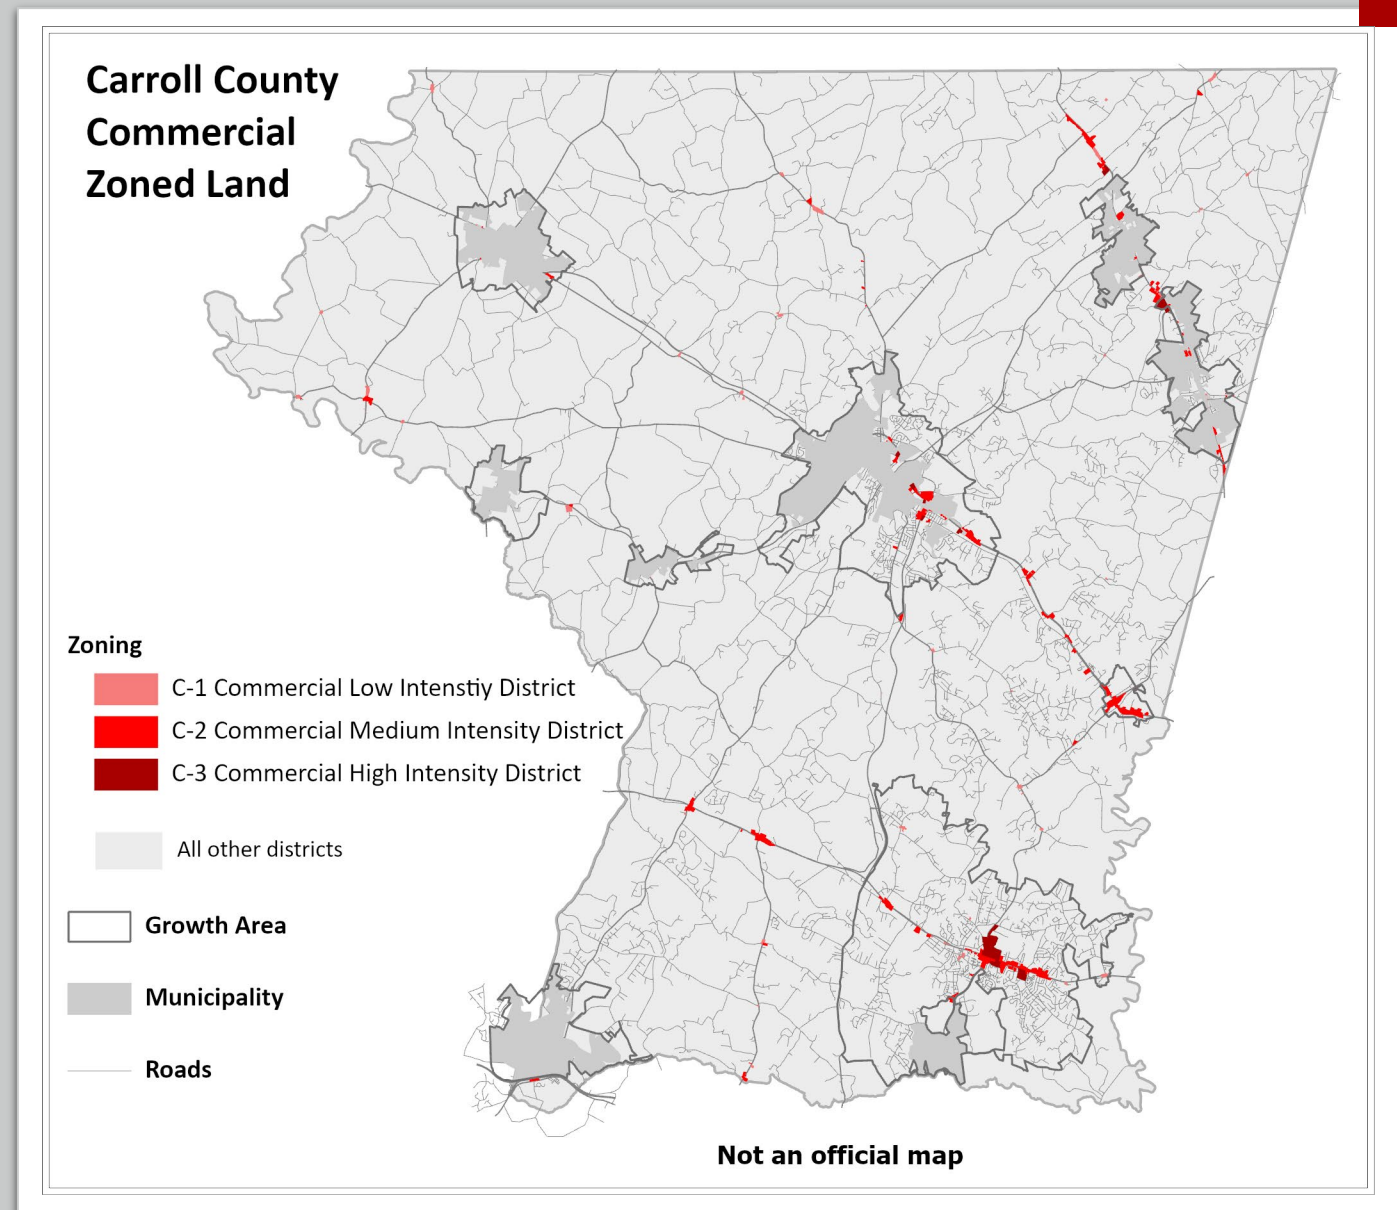 Carroll County
Commercial
Zoned Land
Zoning
C-1 Commercial Low Intenstiy District
C-2 Commercial Medium Intensity District
C-3 Commercial High Intensity District
All other districts
Growth Area
Municipality
Roads
Not an official map